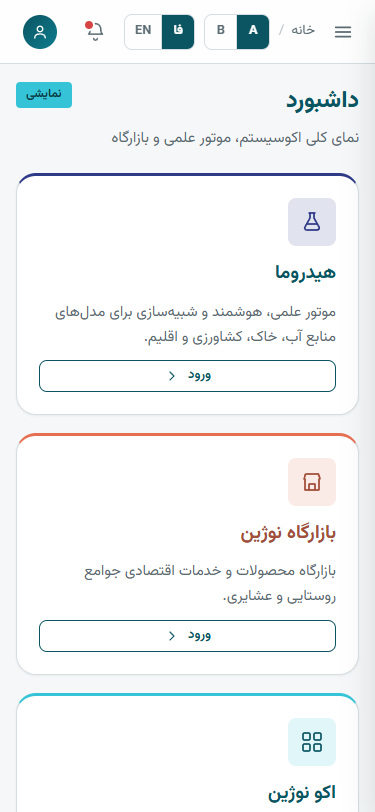 خانه /
A B
فا EN
داشبورد
نمایشی
نمای کلی اکوسیستم، موتور علمی و بازارگاه
هیدروما
موتور علمی، هوشمند و شبیه‌سازی برای مدل‌های
منابع آب، خاک، کشاورزی و اقلیم.
ورود
بازارگاه نوژین
بازارگاه محصولات و خدمات اقتصادی جوامع
روستایی و عشایری.
ورود
اکو نوژین